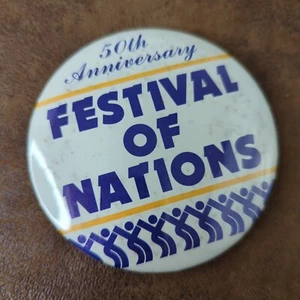 50th
Anniversary
FESTIVAL
OF
NATIONS